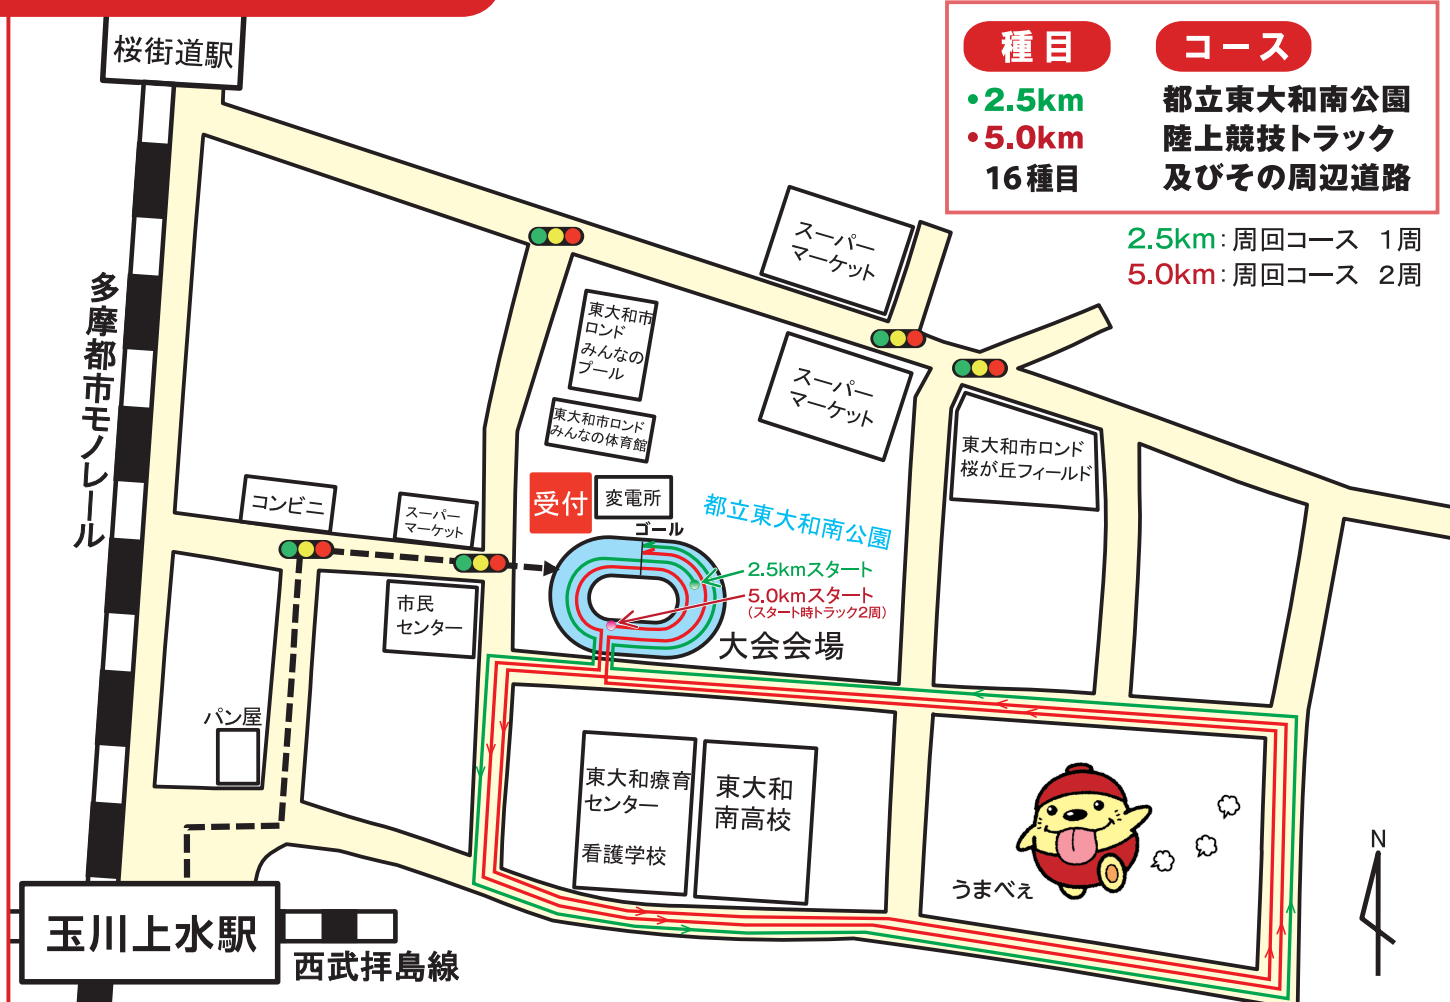 桜街道駅
種目
コース
・2.5km
・5.0km
16種目
都立東大和南公園
陸上競技トラック
及びその周辺道路
2.5km：周回コース 1周
5.0km：周回コース 2周
スーパー
マーケット
多摩都市モノレール
東大和市
ロンド
みんなの
プール
スーパー
マーケット
東大和市ロンド
みんなの体育館
東大和市ロンド
桜が丘フィールド
コンビニ
スーパー
マーケット
受付
変電所
都立東大和南公園
ゴール
2.5kmスタート
5.0kmスタート
(スタート時トラック2周)
市民
センター
大会会場
パン屋
東大和療育
センター
看護学校
東大和
南高校
うまべぇ
N
玉川上水駅
西武拝島線